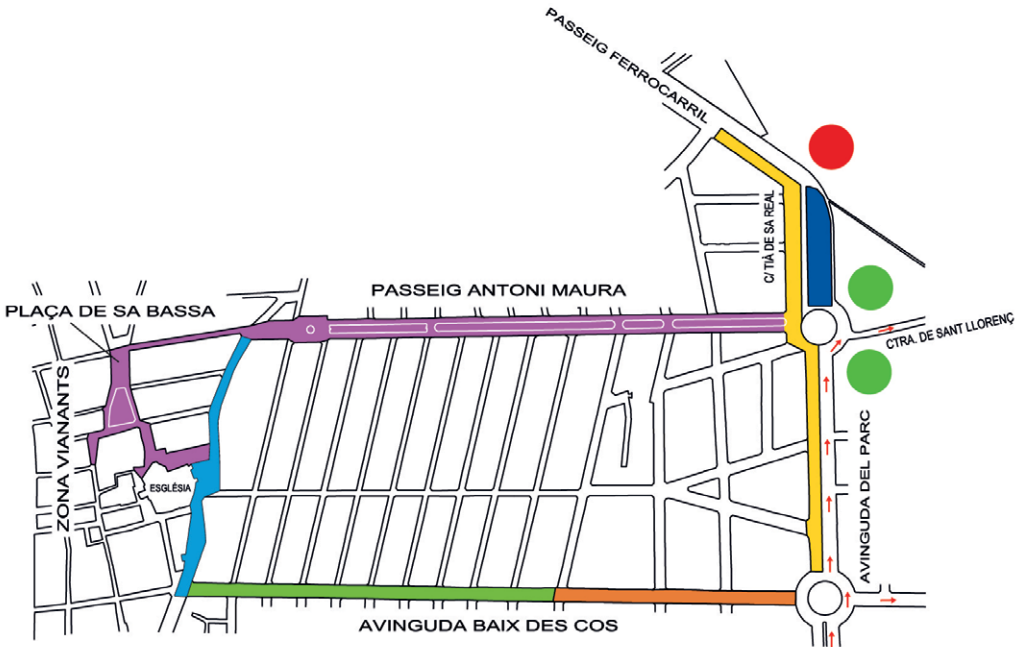 PASSEIG FERROCARRIL
C/ TIÀ DE SA REAL
PASSEIG ANTONI MAURA
PLAÇA DE SA BASSA
CTRA. DE SANT LLORENÇ
ZONA VIANANTS
ESGLÉSIA
AVINGUDA DEL PARC
AVINGUDA BAIX DES COS